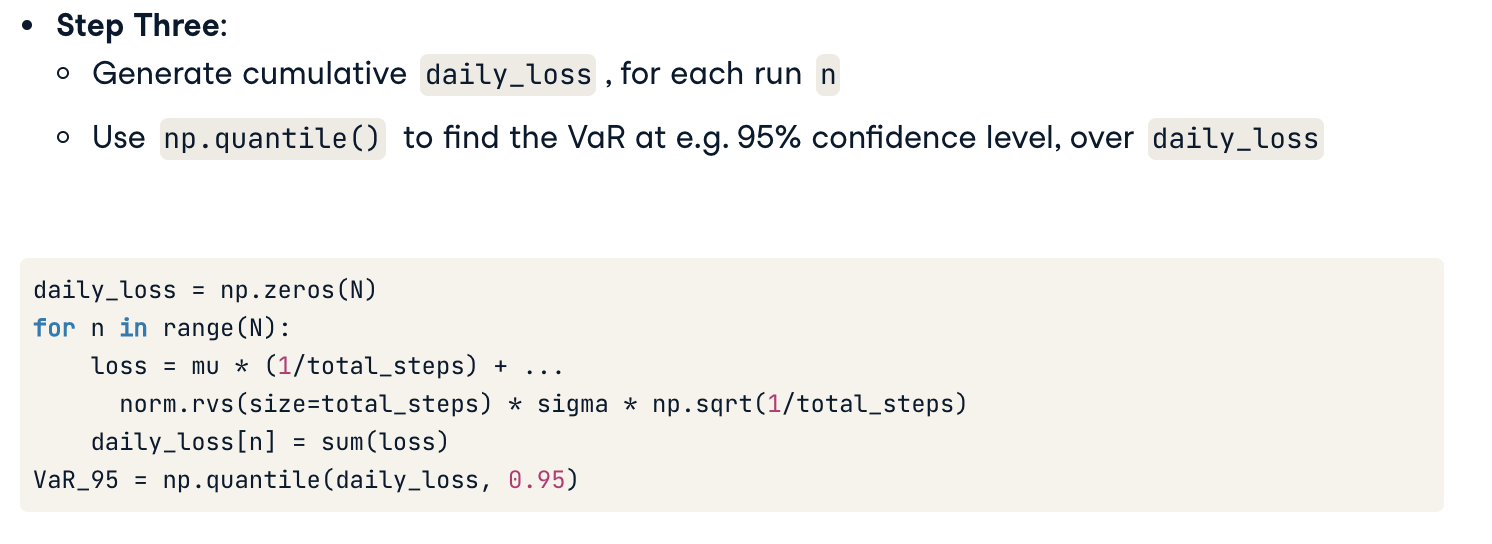 • Step Three:
○ Generate cumulative daily_loss , for each run n
○ Use np.quantile() to find the VaR at e.g. 95% confidence level, over daily_loss
daily_loss = np.zeros(N)
for n in range(N):
    loss = mu * (1/total_steps) + ...
      norm.rvs(size=total_steps) * sigma * np.sqrt(1/total_steps)
    daily_loss[n] = sum(loss)
VaR_95 = np.quantile(daily_loss, 0.95)